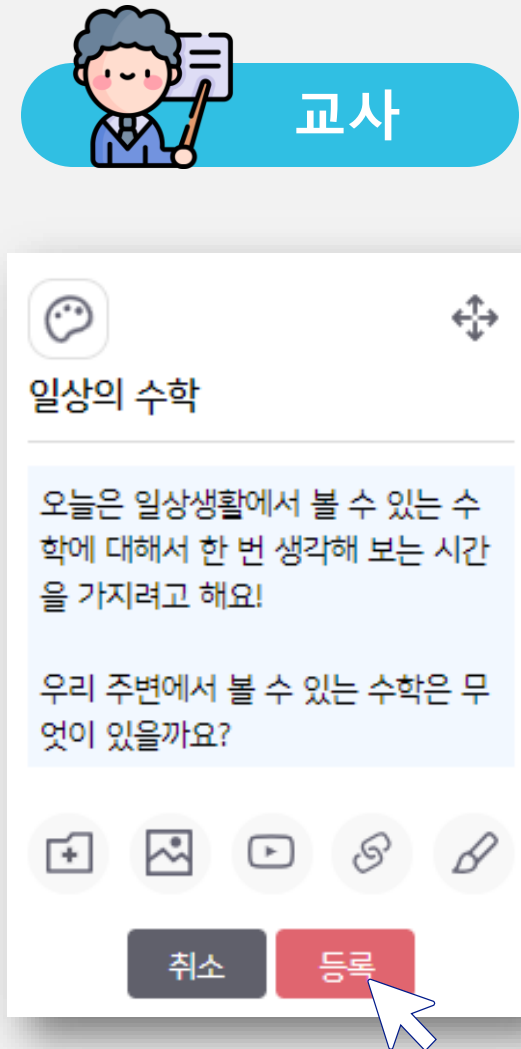 교사
일상의 수학
오늘은 일상생활에서 볼 수 있는 수
학에 대해서 한 번 생각해 보는 시간
을 가지려고 해요!
우리 주변에서 볼 수 있는 수학은 무
엇이 있을까요?
취소 등록